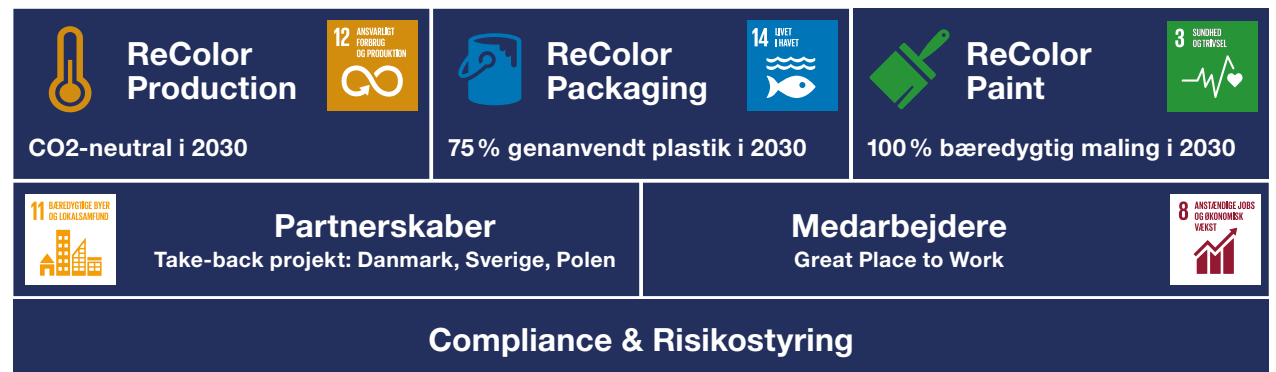 ReColor
Production
12 ANSVARLIGT
FORBRUG
OG PRODUKTION
CO2-neutral i 2030
ReColor
Packaging
14 LIVET
I HAVET
75 % genanvendt plastik i 2030
ReColor
Paint
3 SUNDHED
OG TRIVSEL
100 % bæredygtig maling i 2030
11 BÆREDYGTIGE BYER
OG LOKALSAMFUND
Partnerskaber
Take-back projekt: Danmark, Sverige, Polen
Medarbejdere
Great Place to Work
8 ANSTÆNDIGE JOBS
OG ØKONOMISK
VÆKST
Compliance & Risikostyring